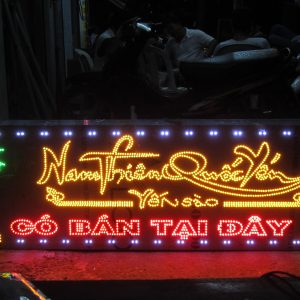 Nam Thiên Quốc Yến
YẾN SÀO
CÓ BÁN TẠI ĐÂY